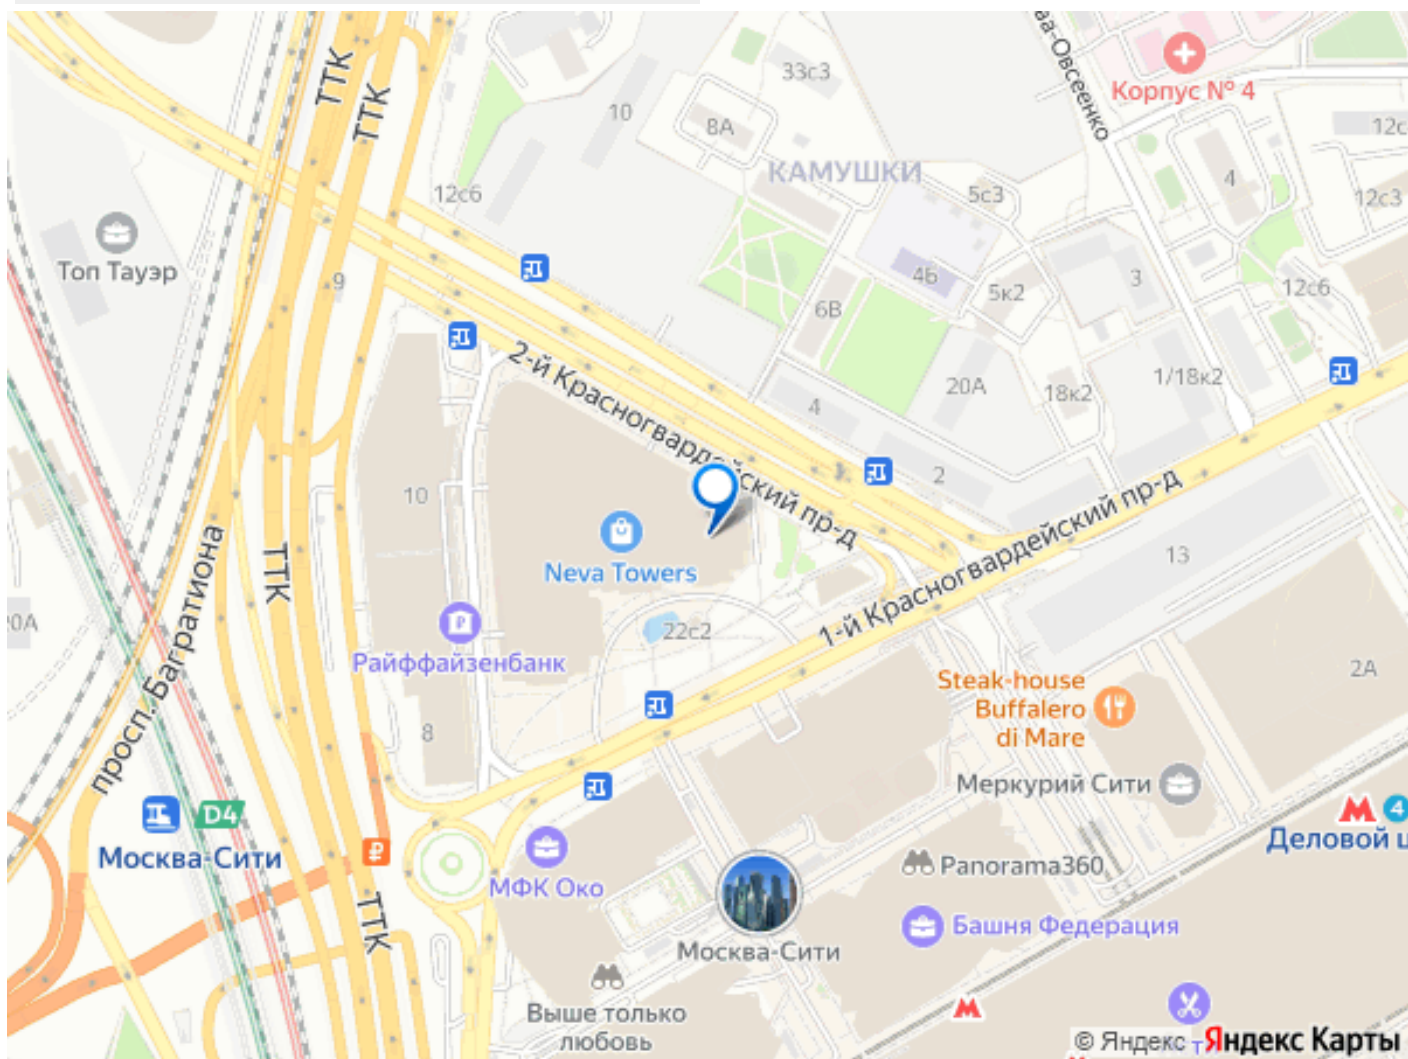 ТТК
ТТК
33с3
10
8А
КАМУШКИ
Корпус № 4
12с
4
12с3
5с3
12с6
Топ Тауэр
9
4Б
5к2
3
12с6
6В
2-й Красногвардейский пр-д
20А
18к2
1/18к2
4
2
10
Neva Towers
1-й Красногвардейский пр-д
13
ТТК
просп. Багратиона
20А
22с2
Райффайзенбанк
8
Steak-house
Buffalero
di Mare
2А
Меркурий Сити
D4
Москва-Сити
₽
4
Деловой ц
МФК Око
Panorama360
Башня Федерация
ТТК
Москва-Сити
Выше только
любовь
© Яндекс Яндекс Карты